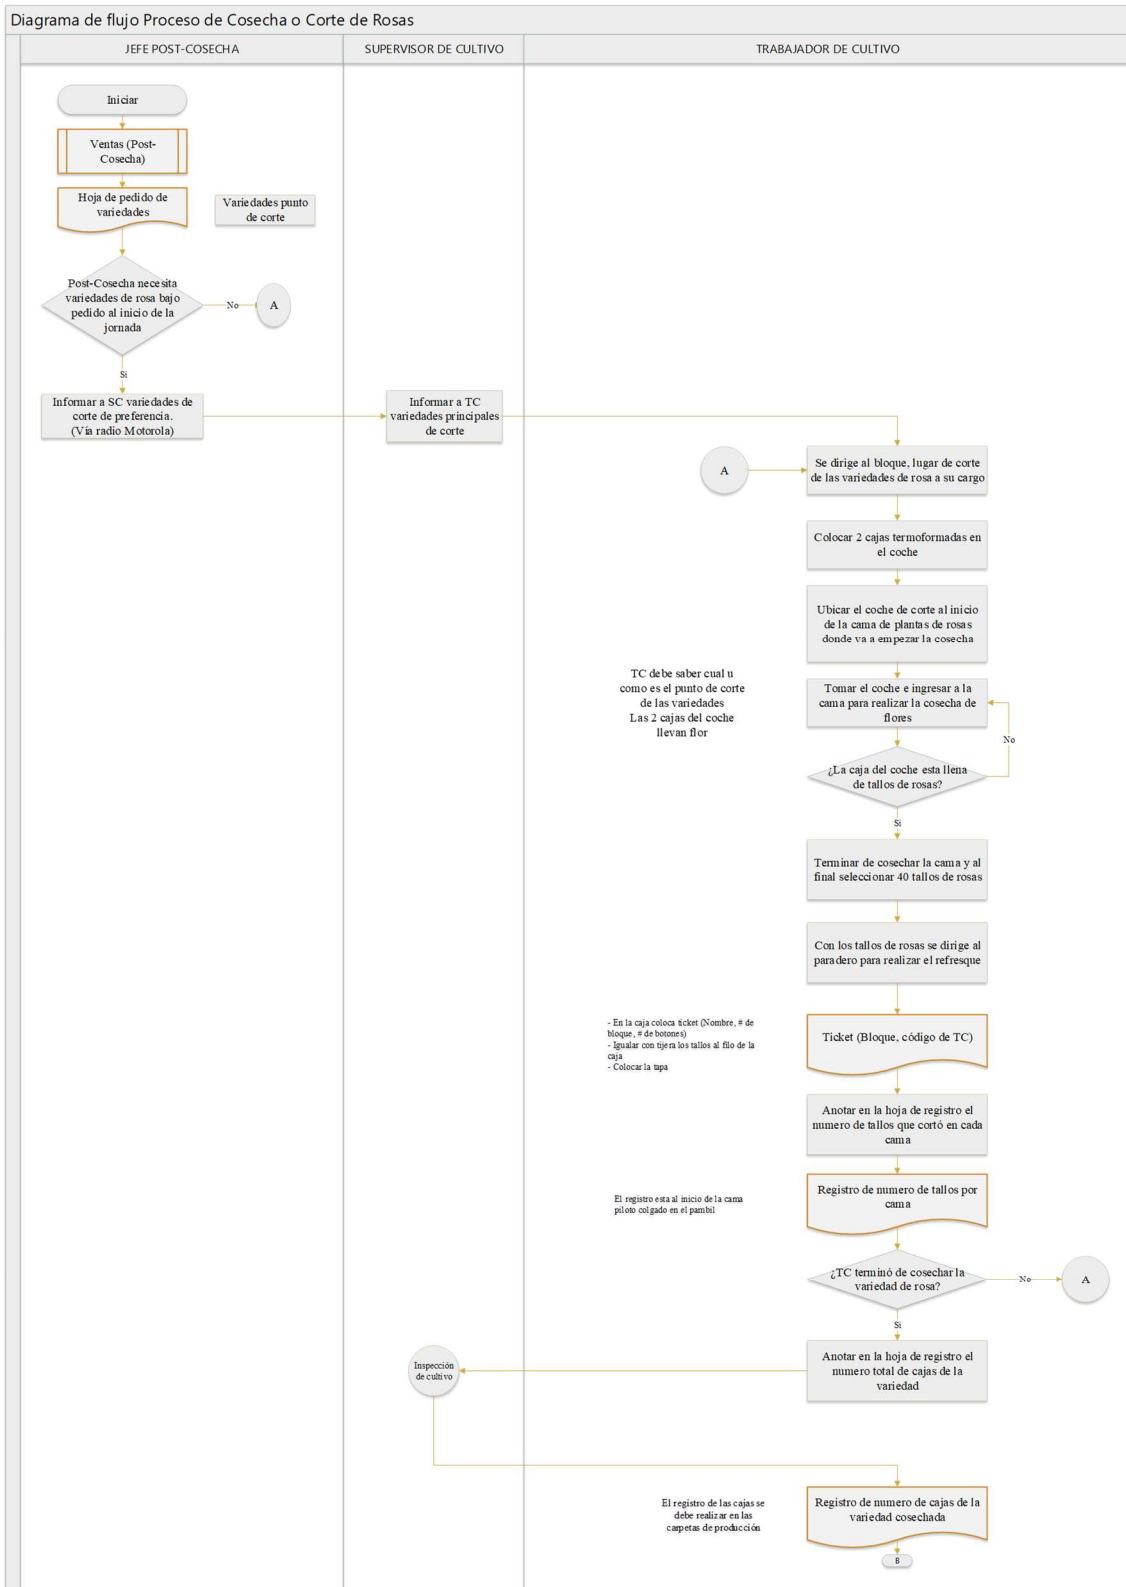 Diagrama de flujo Proceso de Cosecha o Corte de Rosas
JEFE POST-COSECHA
SUPERVISOR DE CULTIVO
TRABAJADOR DE CULTIVO
Iniciar
Ventas (Post-
Cosecha)
Hoja de pedido de
variedades
Variedades punto
de corte
Post-Cosecha necesita
variedades de rosa bajo
pedido al inicio de la
jornada
No
A
Si
Informar a SC variedades de
corte de preferencia.
(Via radio Motorola)
Informar a TC
variedades principales
de corte
A
Se dirige al bloque, lugar de corte
de las variedades de rosa a su cargo
Colocar 2 cajas termoformadas en
el coche
Ubicar el coche de corte al inicio
de la cama de plantas de rosas
donde va a empezar la cosecha
TC debe saber cual u
como es el punto de corte
de las variedades
Las 2 cajas del coche
llevan flor
Tomar el coche e ingresar a la
cama para realizar la cosecha de
flores
No
¿La caja del coche esta llena
de tallos de rosas?
Si
Terminar de cosechar la cama y al
final seleccionar 40 tallos de rosas
Con los tallos de rosas se dirige al
paradero para realizar el refresque
- En la caja coloca ticket (Nombre, # de
bloque, # de botones)
- Igualar con tijera los tallos al filo de la
caja
- Colocar la tapa
Ticket (Bloque, código de TC)
Anotar en la hoja de registro el
numero de tallos que cortó en cada
cama
El registro esta al inicio de la cama
piloto colgado en el pambil
Registro de numero de tallos por
cama
¿TC terminó de cosechar la
variedad de rosa?
No
A
Si
Inspección
de cultivo
Anotar en la hoja de registro el
numero total de cajas de la
variedad
El registro de las cajas se
debe realizar en las
carpetas de producción
Registro de numero de cajas de la
variedad cosechada
B